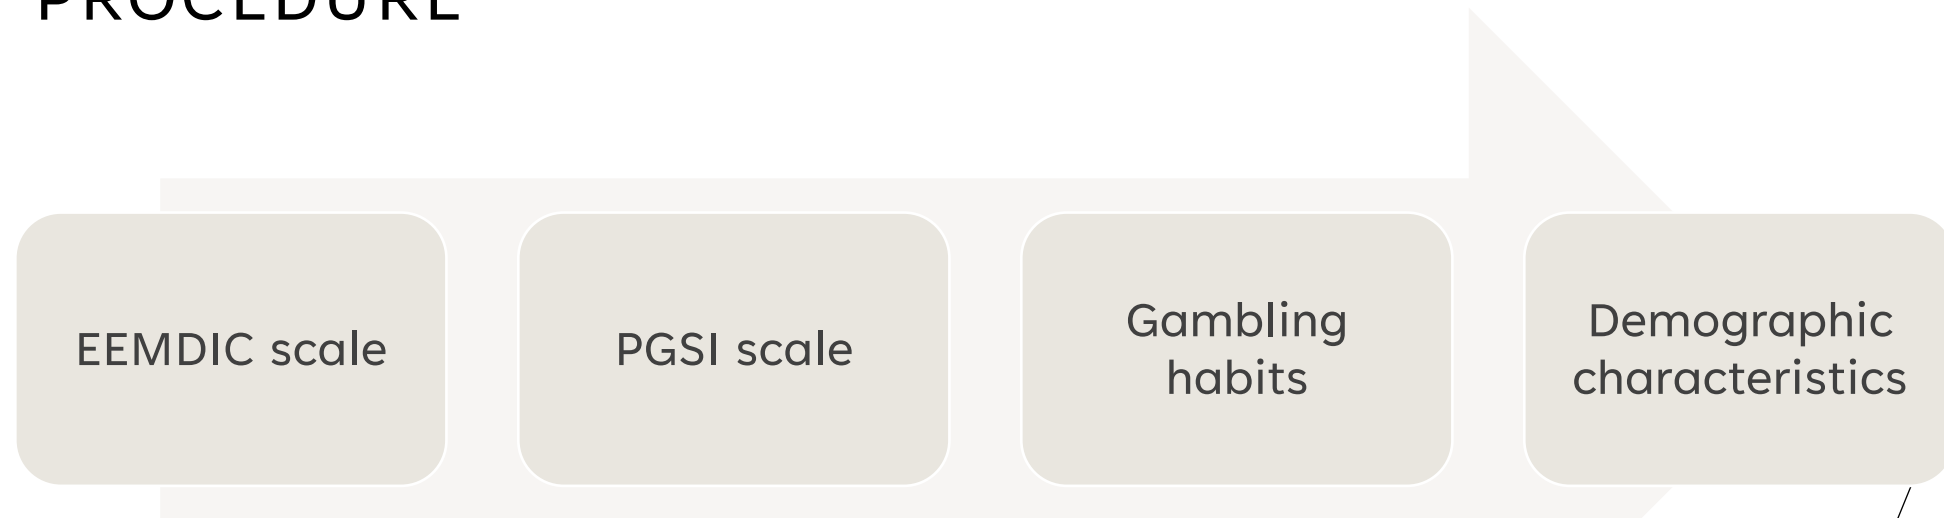 PROCEDURE
EEMDIC scale
PGSI scale
Gambling
habits
Demographic
characteristics